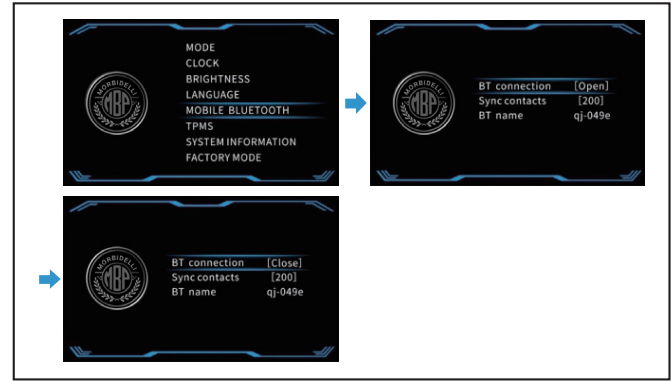 MORBIDELLI
MBP
MODE
CLOCK
BRIGHTNESS
LANGUAGE
MOBILE BLUETOOTH
TPMS
SYSTEM INFORMATION
FACTORY MODE
MORBIDELLI
MBP
BT connection [Open]
Sync contacts [200]
BT name qj-049e
MORBIDELLI
MBP
BT connection [Close]
Sync contacts [200]
BT name qj-049e